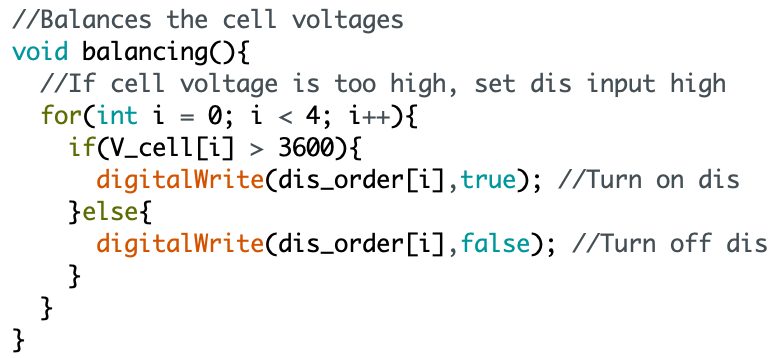 //Balances the cell voltages
void balancing(){
  //If cell voltage is too high, set dis input high
  for(int i = 0; i < 4; i++){
    if(V_cell[i] > 3600){
      digitalWrite(dis_order[i],true); //Turn on dis
    }else{
      digitalWrite(dis_order[i],false); //Turn off dis
    }
  }
}